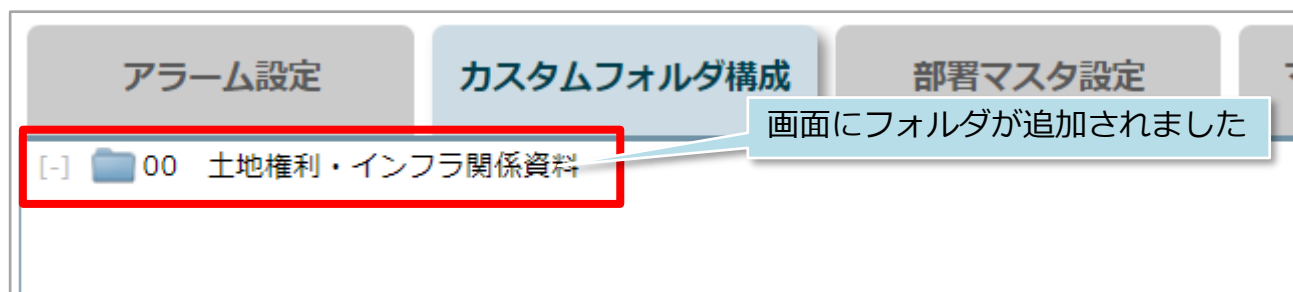 アラーム設定
カスタムフォルダ構成
部署マスタ設定
画面にフォルダが追加されました
[-] 00 土地権利・インフラ関係資料